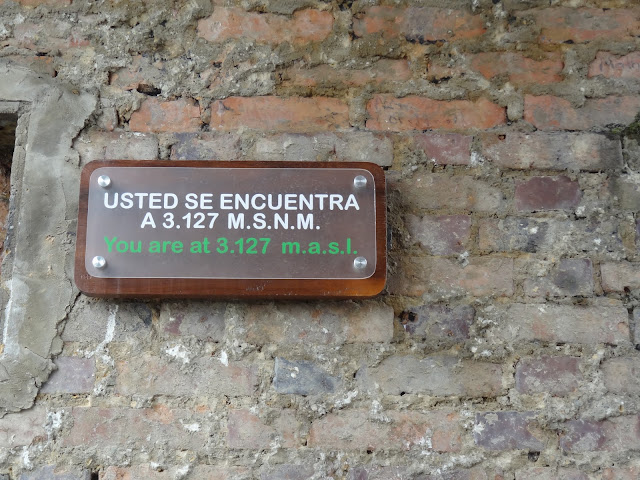 USTED SE ENCUENTRA
A 3.127 M.S.N.M.
You are at 3.127 m.a.s.l.